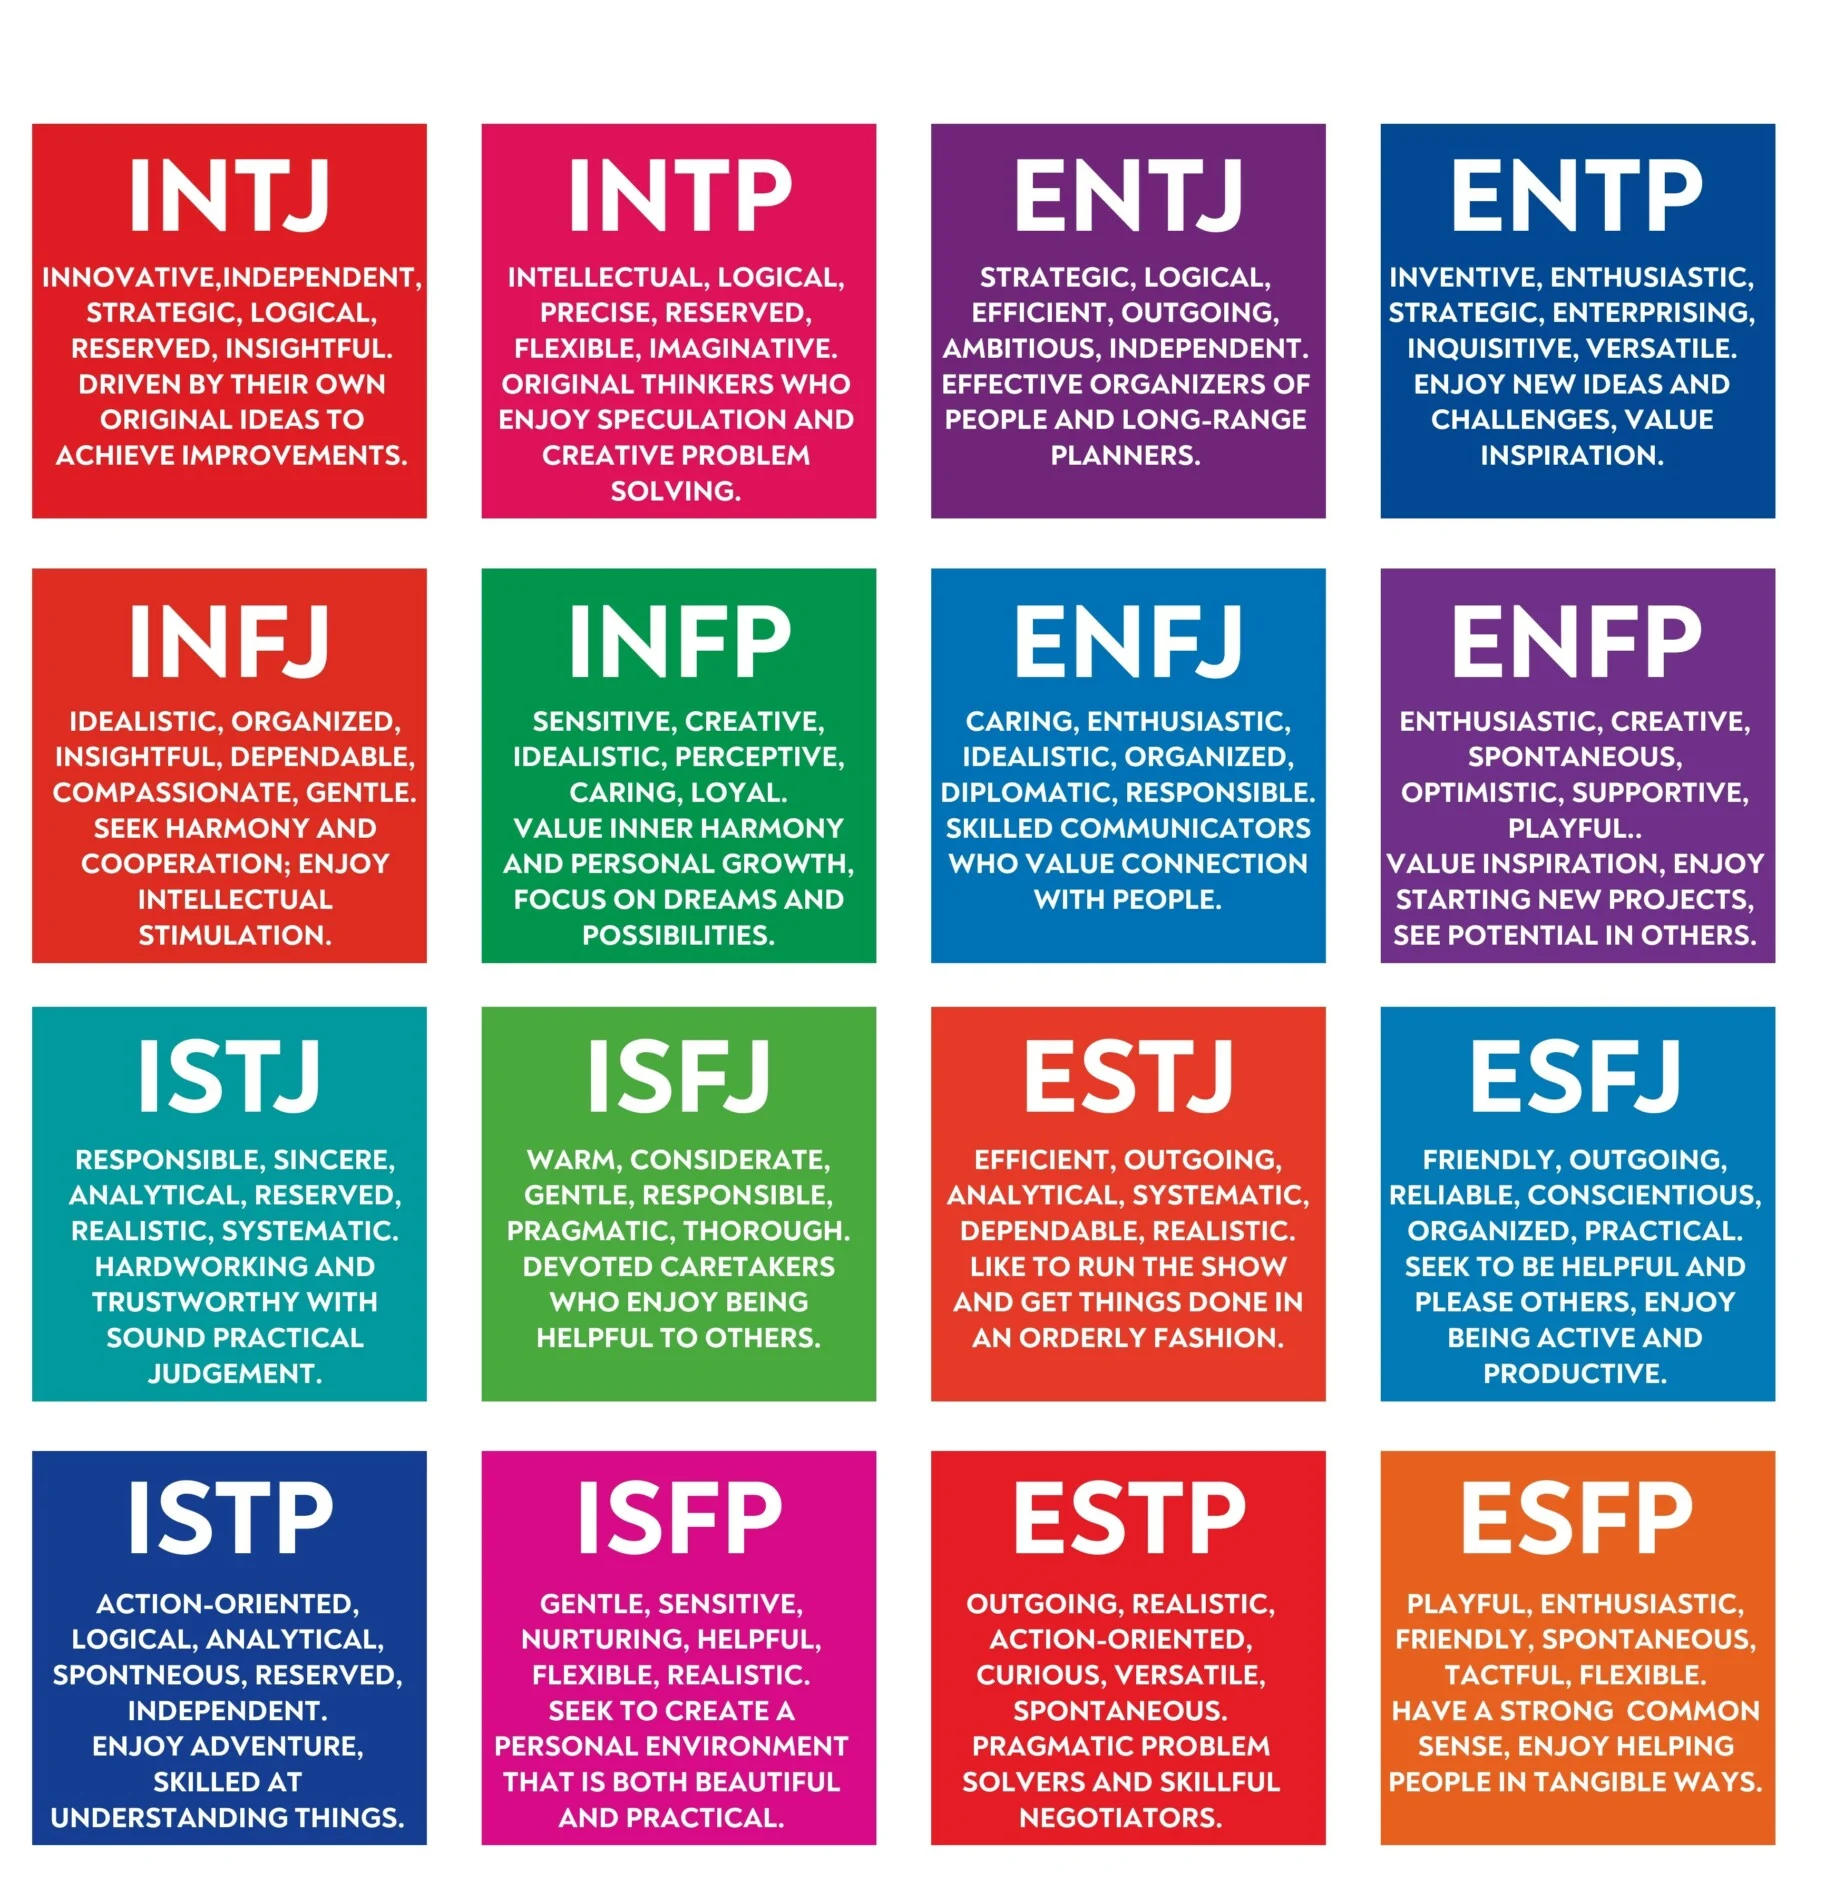 INTJ
INNOVATIVE,INDEPENDENT,
STRATEGIC, LOGICAL,
RESERVED, INSIGHTFUL.
DRIVEN BY THEIR OWN
ORIGINAL IDEAS TO
ACHIEVE IMPROVEMENTS.
INTP
INTELLECTUAL, LOGICAL,
PRECISE, RESERVED,
FLEXIBLE, IMAGINATIVE.
ORIGINAL THINKERS WHO
ENJOY SPECULATION AND
CREATIVE PROBLEM
SOLVING.
ENTJ
STRATEGIC, LOGICAL,
EFFICIENT, OUTGOING,
AMBITIOUS, INDEPENDENT.
EFFECTIVE ORGANIZERS OF
PEOPLE AND LONG-RANGE
PLANNERS.
ENTP
INVENTIVE, ENTHUSIASTIC,
STRATEGIC, ENTERPRISING,
INQUISITIVE, VERSATILE.
ENJOY NEW IDEAS AND
CHALLENGES, VALUE
INSPIRATION.
INFJ
IDEALISTIC, ORGANIZED,
INSIGHTFUL, DEPENDABLE,
COMPASSIONATE, GENTLE.
SEEK HARMONY AND
COOPERATION; ENJOY
INTELLECTUAL
STIMULATION.
INFP
SENSITIVE, CREATIVE,
IDEALISTIC, PERCEPTIVE,
CARING, LOYAL.
VALUE INNER HARMONY
AND PERSONAL GROWTH,
FOCUS ON DREAMS AND
POSSIBILITIES.
ENFJ
CARING, ENTHUSIASTIC,
IDEALISTIC, ORGANIZED,
DIPLOMATIC, RESPONSIBLE.
SKILLED COMMUNICATORS
WHO VALUE CONNECTION
WITH PEOPLE.
ENFP
ENTHUSIASTIC, CREATIVE,
SPONTANEOUS,
OPTIMISTIC, SUPPORTIVE,
PLAYFUL..
VALUE INSPIRATION, ENJOY
STARTING NEW PROJECTS,
SEE POTENTIAL IN OTHERS.
ISTJ
RESPONSIBLE, SINCERE,
ANALYTICAL, RESERVED,
REALISTIC, SYSTEMATIC.
HARDWORKING AND
TRUSTWORTHY WITH
SOUND PRACTICAL
JUDGEMENT.
ISFJ
WARM, CONSIDERATE,
GENTLE, RESPONSIBLE,
PRAGMATIC, THOROUGH.
DEVOTED CARETAKERS
WHO ENJOY BEING
HELPFUL TO OTHERS.
ESTJ
EFFICIENT, OUTGOING,
ANALYTICAL, SYSTEMATIC,
DEPENDABLE, REALISTIC.
LIKE TO RUN THE SHOW
AND GET THINGS DONE IN
AN ORDERLY FASHION.
ESFJ
FRIENDLY, OUTGOING,
RELIABLE, CONSCIENTIOUS,
ORGANIZED, PRACTICAL.
SEEK TO BE HELPFUL AND
PLEASE OTHERS, ENJOY
BEING ACTIVE AND
PRODUCTIVE.
ISTP
ACTION-ORIENTED,
LOGICAL, ANALYTICAL,
SPONTNEOUS, RESERVED,
INDEPENDENT.
ENJOY ADVENTURE,
SKILLED AT
UNDERSTANDING THINGS.
ISFP
GENTLE, SENSITIVE,
NURTURING, HELPFUL,
FLEXIBLE, REALISTIC.
SEEK TO CREATE A
PERSONAL ENVIRONMENT
THAT IS BOTH BEAUTIFUL
AND PRACTICAL.
ESTP
OUTGOING, REALISTIC,
ACTION-ORIENTED,
CURIOUS, VERSATILE,
SPONTANEOUS.
PRAGMATIC PROBLEM
SOLVERS AND SKILLFUL
NEGOTIATORS.
ESFP
PLAYFUL, ENTHUSIASTIC,
FRIENDLY, SPONTANEOUS,
TACTFUL, FLEXIBLE.
HAVE A STRONG COMMON
SENSE, ENJOY HELPING
PEOPLE IN TANGIBLE WAYS.